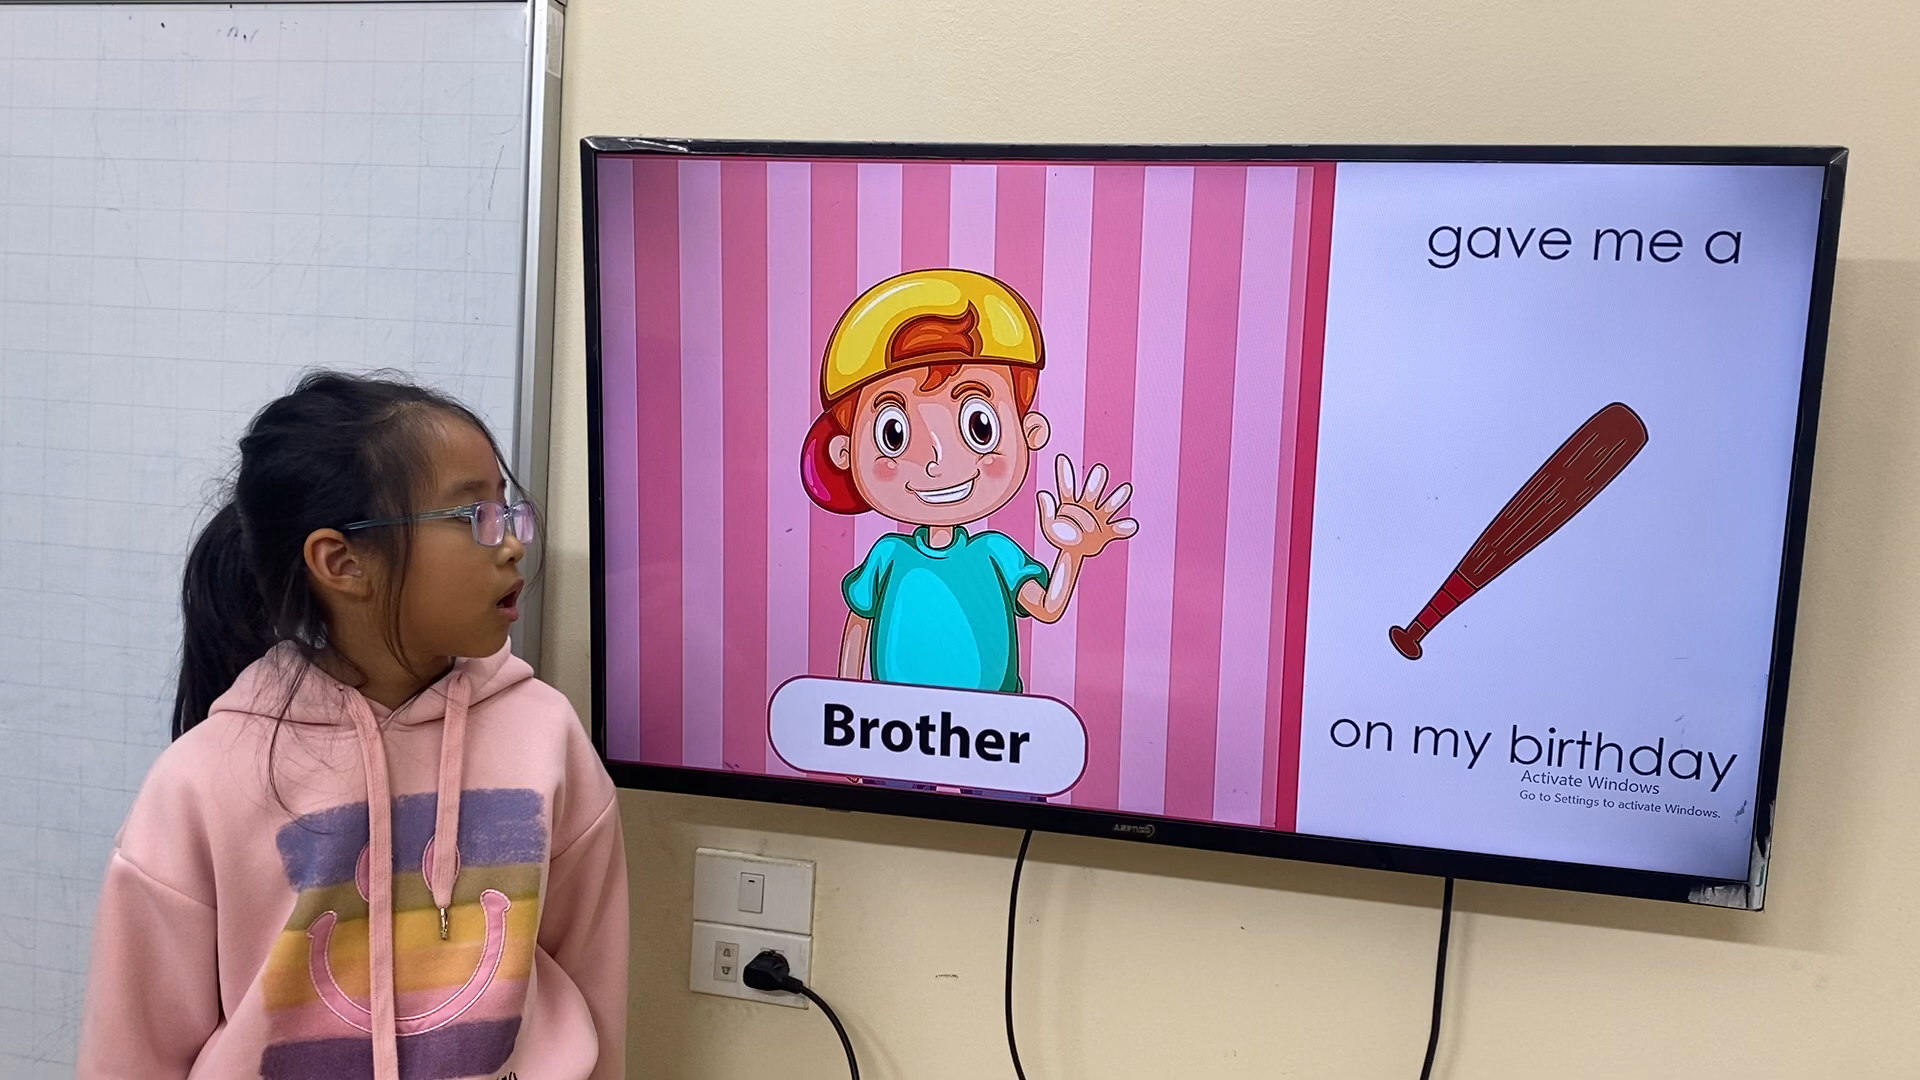 gave me a
Brother
on my birthday
Activate Windows
Go to Settings to activate Windows.